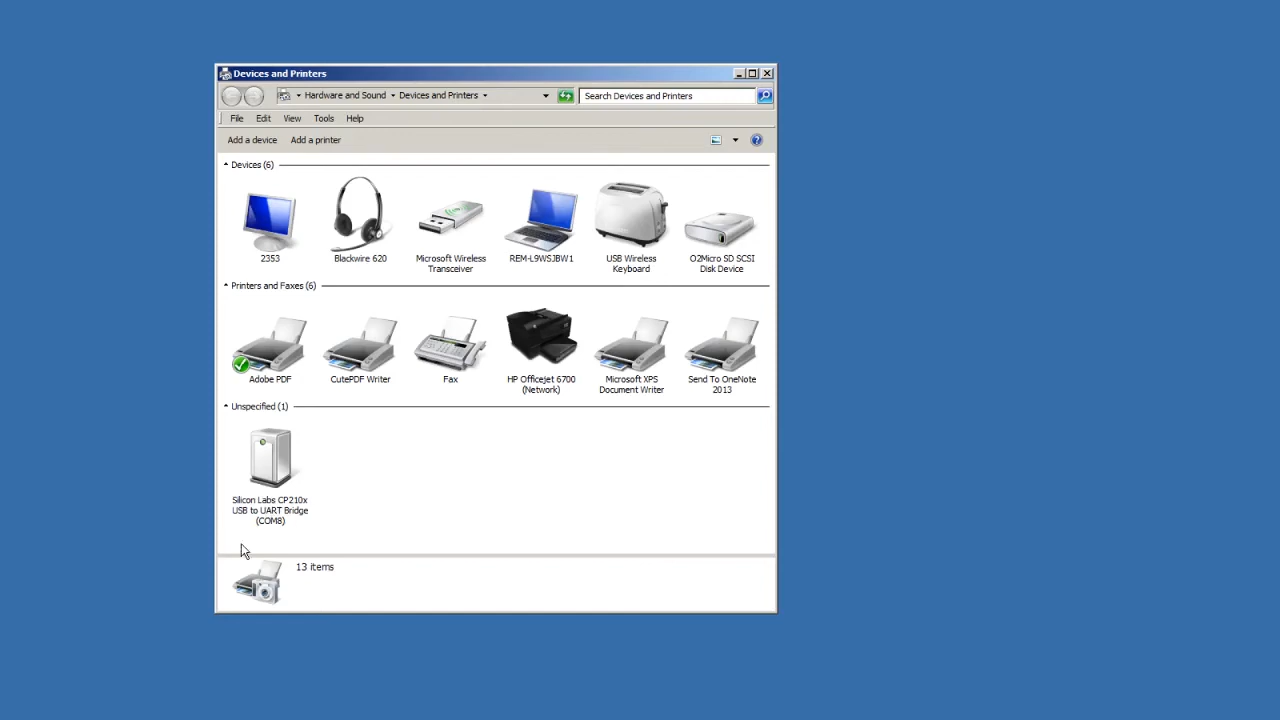 Devices and Printers
Hardware and Sound Devices and Printers Search Devices and Printers
File Edit View Tools Help
Add a device Add a printer
Devices (6)
2353
Blackwire 620
Microsoft Wireless
Transceiver
REM-L9WSJBW1
USB Wireless
Keyboard
O2Micro SD SCSI
Disk Device
Printers and Faxes (6)
Adobe PDF
CutePDF Writer
Fax
HP Officejet 6700
(Network)
Microsoft XPS
Document Writer
Send To OneNote
2013
Unspecified (1)
Silicon Labs CP210x
USB to UART Bridge
(COM8)
13 items